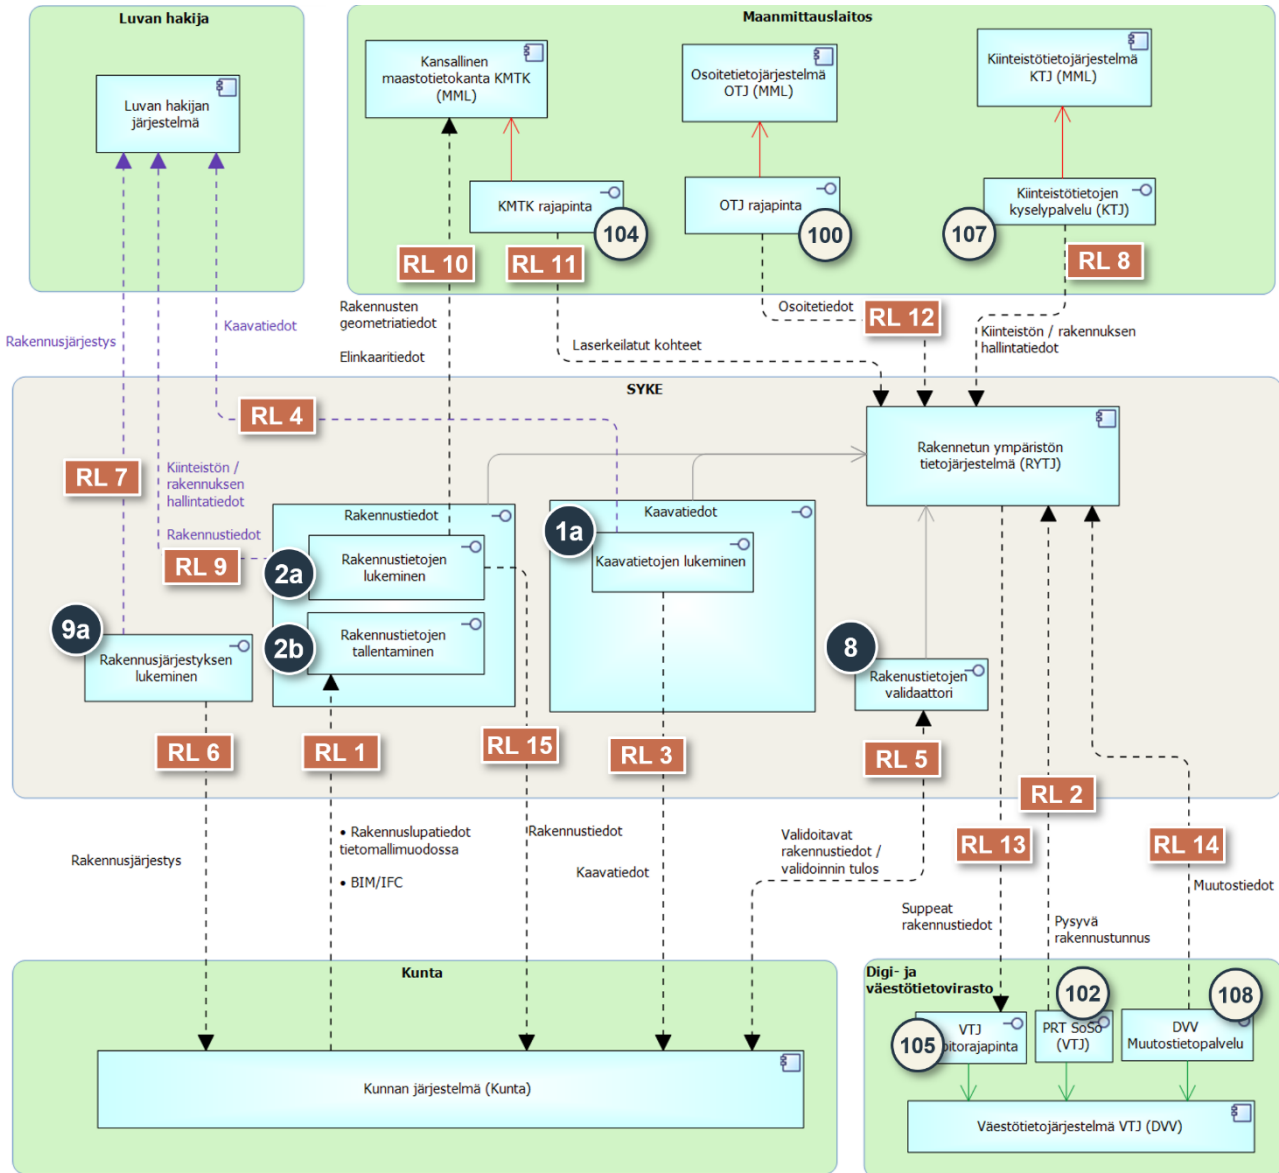 Luvan hakija
Luvan hakijan
järjestelmä
Maanmittauslaitos
Kansallinen
maastotietokanta KMTK
(MML)
Osoitetietojärjestelmä
OTJ (MML)
Kiinteistötietojärjestelmä
KTJ (MML)
KMTK rajapinta
104
OTJ rajapinta
100
Kiinteistötietojen
kyselypalvelu (KTJ)
107
RL 10
RL 11
RL 8
RL 12
Rakennusjärjestys
Kaavatiedot
Rakennusten
geometriatiedot
Elinkaaritiedot
Laserkeilatut kohteet
Osoitetiedot
Kiinteistön / rakennuksen
hallintatiedot
SYKE
RL 4
RL 7
Kiinteistön /
rakennuksen
hallintatiedot
Rakennustiedot
RL 9
Rakennetun ympäristön
tietojärjestelmä (RYTJ)
Rakennustiedot
2a
Rakennustietojen
lukeminen
2b
Rakennustietojen
tallentaminen
Kaavatiedot
1a
Kaavatietojen lukeminen
9a
Rakennusjärjestyksen
lukeminen
8
Rakenustietojen
validaattori
RL 6
RL 1
RL 15
RL 3
RL 5
RL 2
RL 13
RL 14
Rakennusjärjestys
• Rakennuslupatiedot
tietomallimuodossa
• BIM/IFC
Rakennustiedot
Kaavatiedot
Validoitavat
rakennustiedot /
validoinnin tulos
Suppeat
rakennustiedot
Pysyvä
rakennustunnus
Muutostiedot
Kunta
Kunnan järjestelmä (Kunta)
Digi- ja
väestötietovirasto
102
108
105
VTJ
itorajapinta
PRT SoSo
(VTJ)
DVV
Muutostietopalvelu
Väestötietojärjestelmä VTJ (DVV)